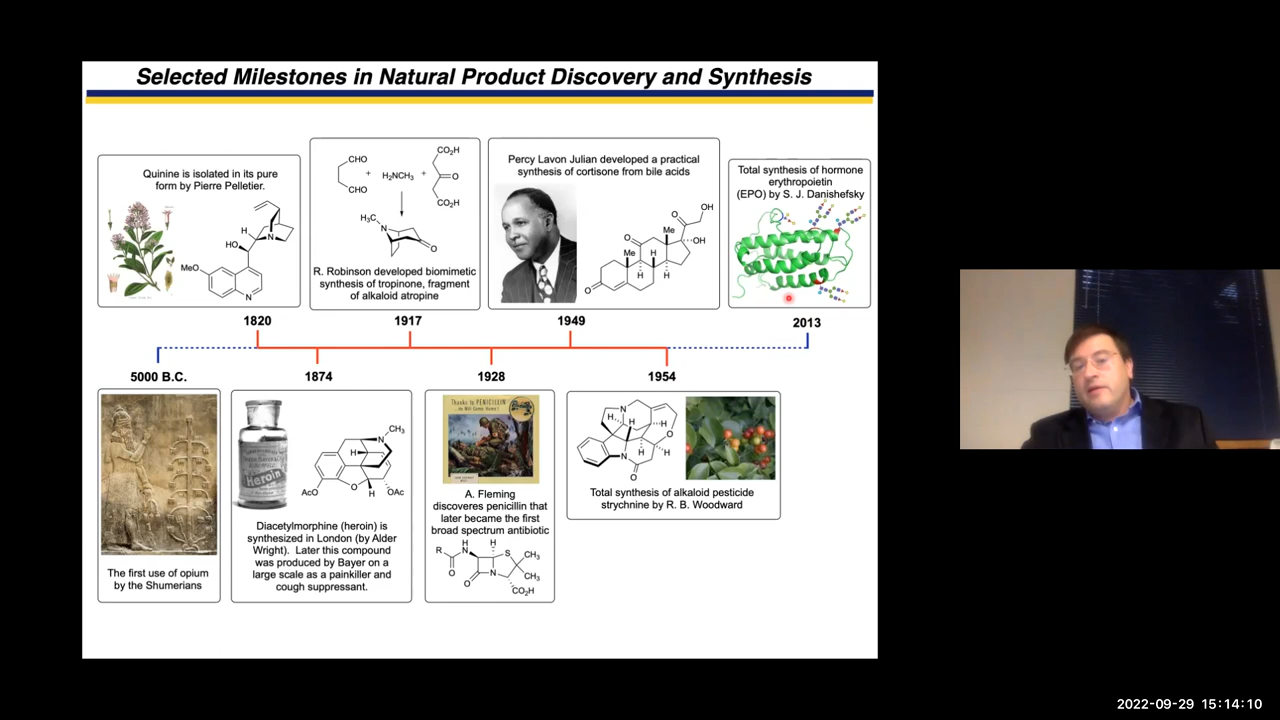 Selected Milestones in Natural Product Discovery and Synthesis
Quinine is isolated in its pure
form by Pierre Pelletier.
H
HO
N
MeO
N
CHO
CHO
+
H2NCH3
+
CO2H
O
CO2H
H3C
N
O
R. Robinson developed biomimetic
synthesis of tropinone, fragment
of alkaloid atropine
Percy Lavon Julian developed a practical
synthesis of cortisone from bile acids
OH
O
Me
OH
O
Me
H
H
H
O
Total synthesis of hormone
erythropoietin
(EPO) by S. J. Danishefsky
1820
1917
1949
2013
5000 B.C.
1874
1928
1954
The first use of opium
by the Shumerians
Heroin
CH3
N
H
AcO
O
H
OAc
Diacetylmorphine (heroin) is
synthesized in London (by Alder
Wright). Later this compound
was produced by Bayer on a
large scale as a painkiller and
cough suppressant.
Thanks to PENICILLIN
...He Will Come Home!
A. Fleming
discoveres penicillin that
later became the first
broad spectrum antibiotic
R
H
N
H
S
CH3
O
CH3
O
N
CO2H
N
H
H
H
O
N
H
H
O
Total synthesis of alkaloid pesticide
strychnine by R. B. Woodward
2022-09-29 15:14:10